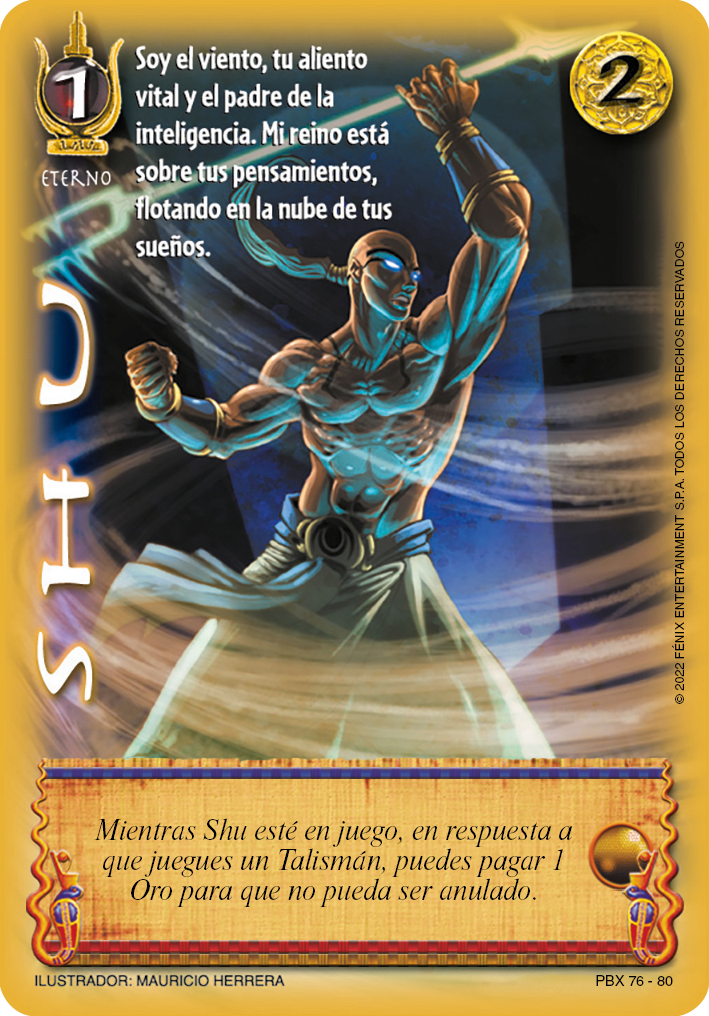 1
2
ETERNO
Soy el viento, tu aliento
vital y el padre de la
inteligencia. Mi reino está
sobre tus pensamientos,
flotando en la nube de tus
sueños.
SHU
© 2022 FÉNIX ENTERTAINMENT S.P.A. TODOS LOS DERECHOS RESERVADOS
Mientras Shu esté en juego, en respuesta a
que juegues un Talismán, puedes pagar 1
Oro para que no pueda ser anulado.
ILUSTRADOR: MAURICIO HERRERA
PBX 76 - 80